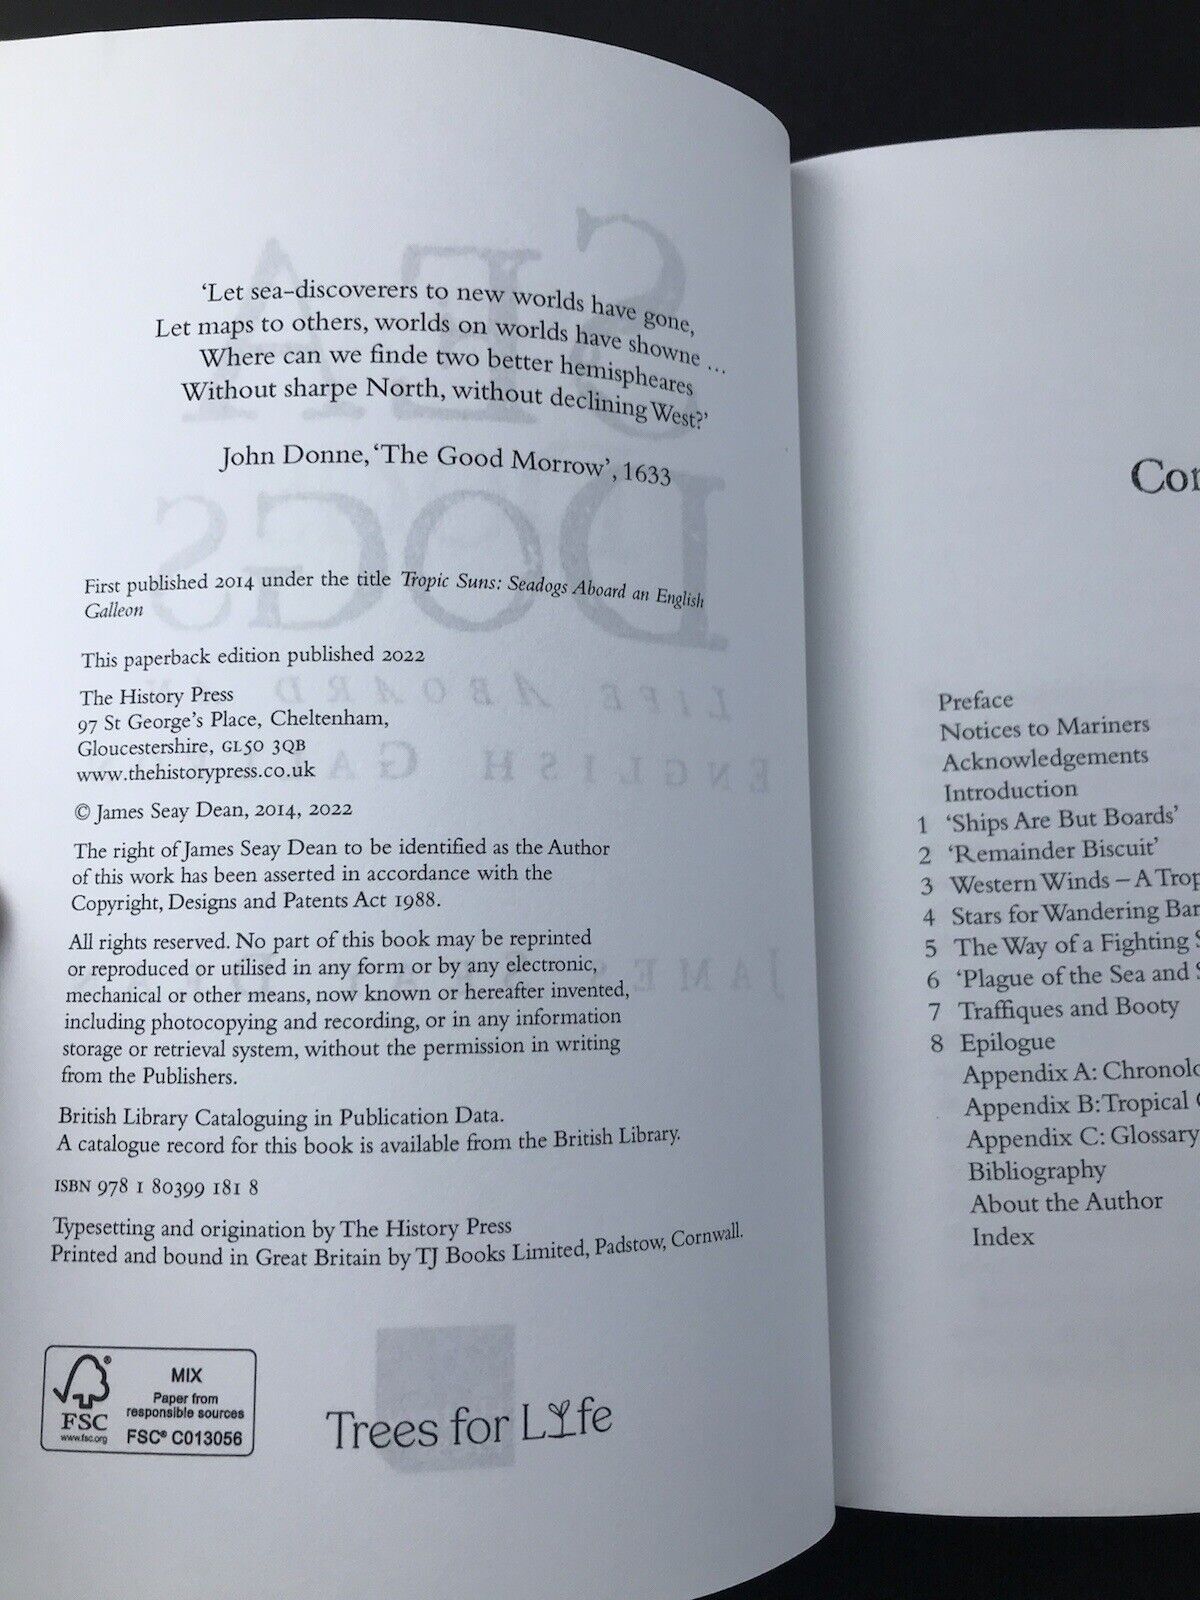 ‘Let sea-discoverers to new worlds have gone,
Let maps to others, worlds on worlds have showne ...
Where can we finde two better hemispheares
Without sharpe North, without declining West?’
John Donne, ‘The Good Morrow’, 1633
First published 2014 under the title Tropic Suns: Seadogs Aboard an English
Galleon
This paperback edition published 2022
The History Press
97 St George’s Place, Cheltenham,
Gloucestershire, GL50 3QB
www.thehistorypress.co.uk
© James Seay Dean, 2014, 2022
The right of James Seay Dean to be identified as the Author
of this work has been asserted in accordance with the
Copyright, Designs and Patents Act 1988.
All rights reserved. No part of this book may be reprinted
or reproduced or utilised in any form or by any electronic,
mechanical or other means, now known or hereafter invented,
including photocopying and recording, or in any information
storage or retrieval system, without the permission in writing
from the Publishers.
British Library Cataloguing in Publication Data.
A catalogue record for this book is available from the British Library.
ISBN 978 1 80399 181 8
Typesetting and origination by The History Press
Printed and bound in Great Britain by TJ Books Limited, Padstow, Cornwall.
FSC
www.fsc.org
MIX
Paper from
responsible sources
FSC® C013056
Trees for Life
SEA
DOGS
LIFE ABOARD
ENGLISH
Preface
Notices to Mariners
Acknowledgements
Introduction
1 ‘Ships Are But Boards’
2 ‘Remainder Biscuit’
3 Western Winds – A
4 Stars for Wandering
5 The Way of a Fighting
6 ‘Plague of the Sea and
7 Traffiques and Booty
8 Epilogue
Appendix A:
Appendix B: Tropical
Appendix C: Glossary
Bibliography
About the Author
Index